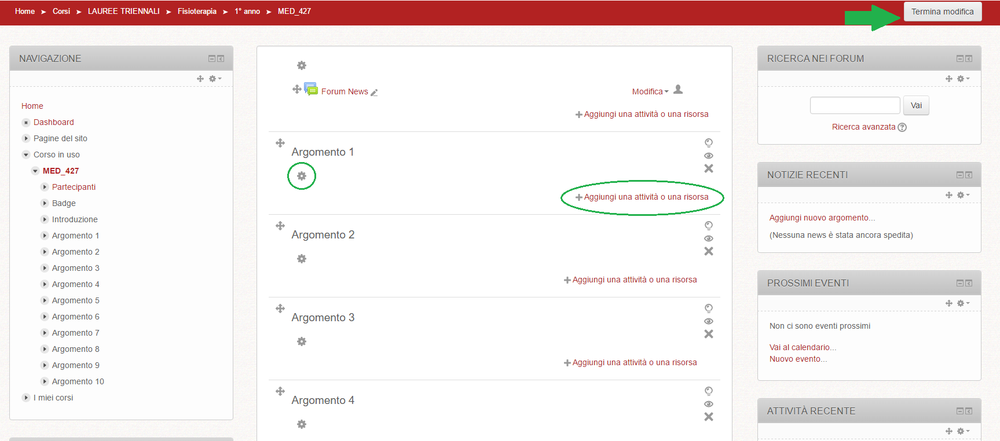 Home ➤ Corsi ➤ LAUREE TRIENNALI ➤ Fisioterapia ➤ 1° anno ➤ MED_427
Termina modifica
NAVIGAZIONE
Home
Dashboard
Pagine del sito
Corso in uso
MED_427
Partecipanti
Badge
Introduzione
Argomento 1
Argomento 2
Argomento 3
Argomento 4
Argomento 5
Argomento 6
Argomento 7
Argomento 8
Argomento 9
Argomento 10
I miei corsi
Forum News
Modifica
Aggiungi una attività o una risorsa
Argomento 1
Aggiungi una attività o una risorsa
Argomento 2
Aggiungi una attività o una risorsa
Argomento 3
Aggiungi una attività o una risorsa
Argomento 4
RICERCA NEI FORUM
Vai
Ricerca avanzata
NOTIZIE RECENTI
Aggiungi nuovo argomento...
(Nessuna news è stata ancora spedita)
PROSSIMI EVENTI
Non ci sono eventi prossimi
Vai al calendario...
Nuovo evento...
ATTIVITÀ RECENTE